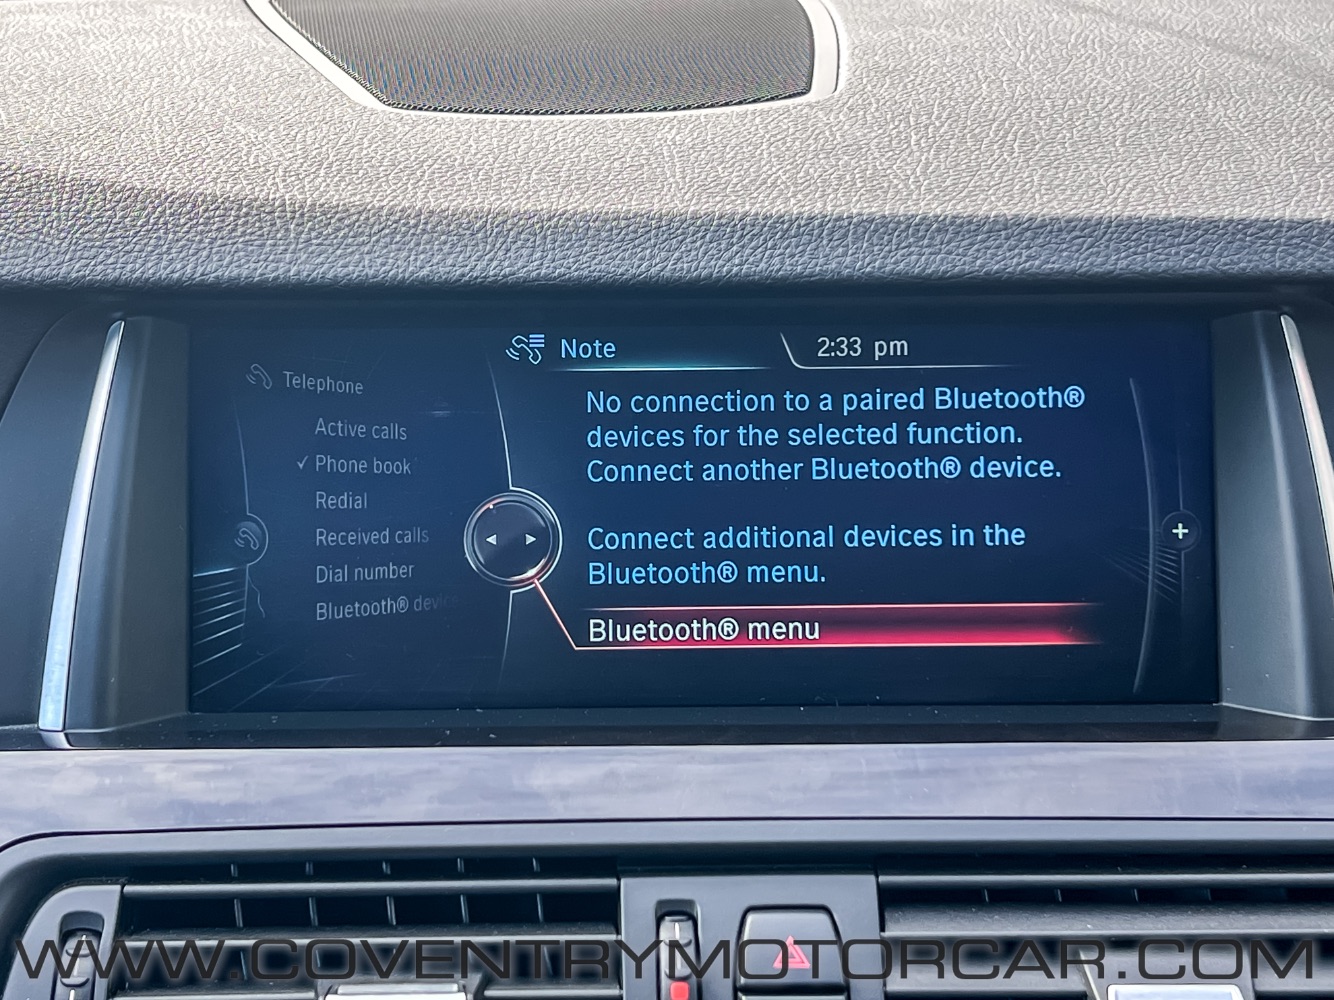 Note
2:33 pm
Telephone
Active calls
✓ Phone book
Redial
Received calls
Dial number
Bluetooth® devic
No connection to a paired Bluetooth®
devices for the selected function.
Connect another Bluetooth® device.
Connect additional devices in the
Bluetooth® menu.
Bluetooth® menu
WWW.COVENTRYMOTORCAR.COM